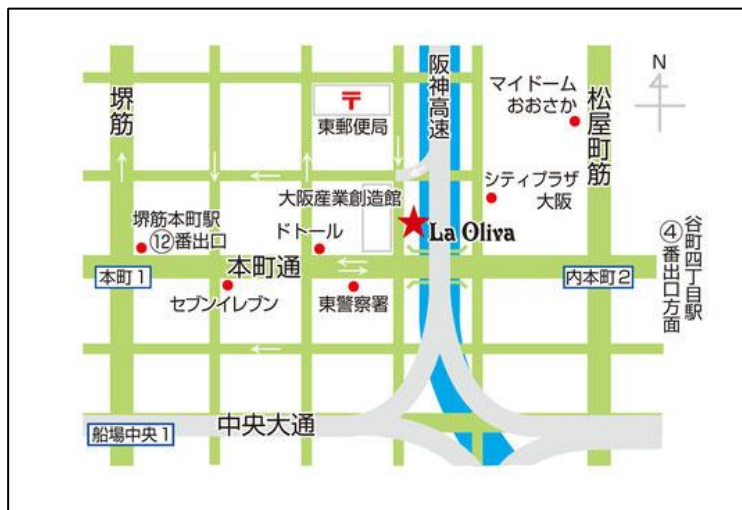 堺筋
阪神高速
松屋町筋
N
マイドーム
おおさか
〒
東郵便局
大阪産業創造館
シティプラザ
大阪
堺筋本町駅
⑫番出口
ドトール
La Oliva
本町1
本町通
内本町2
谷町四丁目駅
④番出口方面
セブンイレブン
東警察署
船場中央1
中央大通